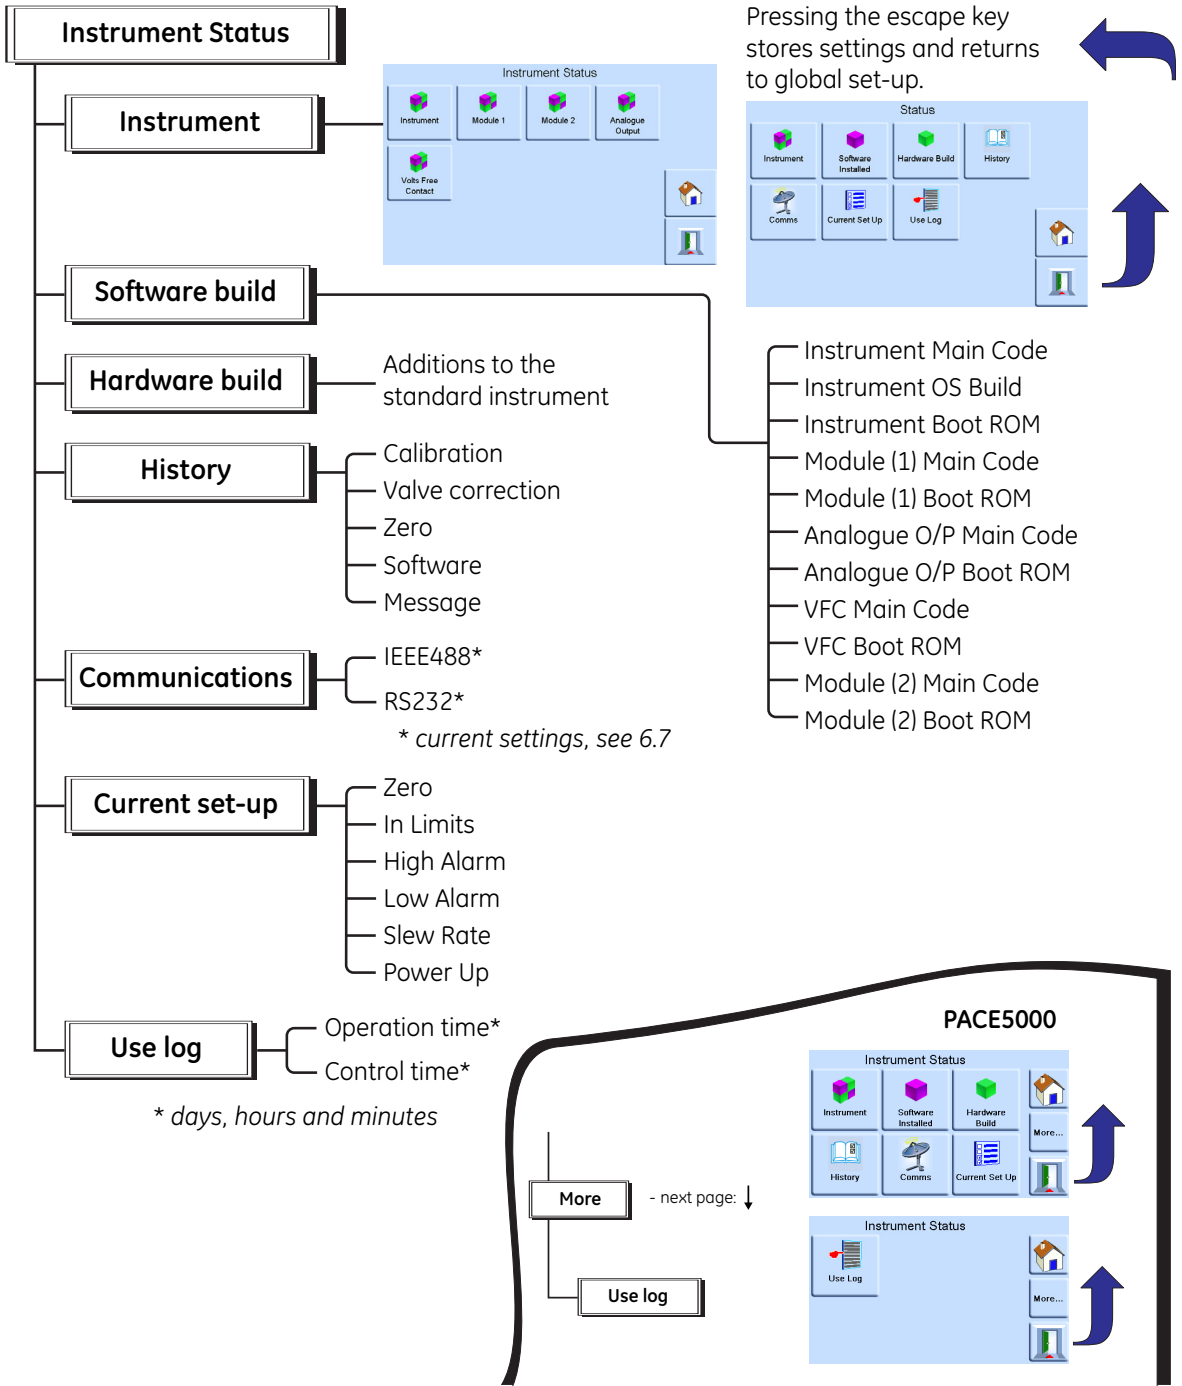 Instrument Status
Pressing the escape key
stores settings and returns
to global set-up.
Instrument
Instrument Status
Instrument
Module 1
Module 2
Analogue
Output
Volts Free
Contact
Status
Instrument
Software
Installed
Hardware Build
History
Comms
Current Set Up
Use Log
Software build
Instrument Main Code
Instrument OS Build
Instrument Boot ROM
Module (1) Main Code
Module (1) Boot ROM
Analogue O/P Main Code
Analogue O/P Boot ROM
VFC Main Code
VFC Boot ROM
Module (2) Main Code
Module (2) Boot ROM
Hardware build
Additions to the
standard instrument
History
Calibration
Valve correction
Zero
Software
Message
Communications
IEEE488*
RS232*
* current settings, see 6.7
Current set-up
Zero
In Limits
High Alarm
Low Alarm
Slew Rate
Power Up
Use log
Operation time*
Control time*
* days, hours and minutes
PACE5000
Instrument Status
Instrument
Software
Installed
Hardware
Build
More...
History
Comms
Current Set Up
More
- next page:
Use log
Instrument Status
Use Log
More...